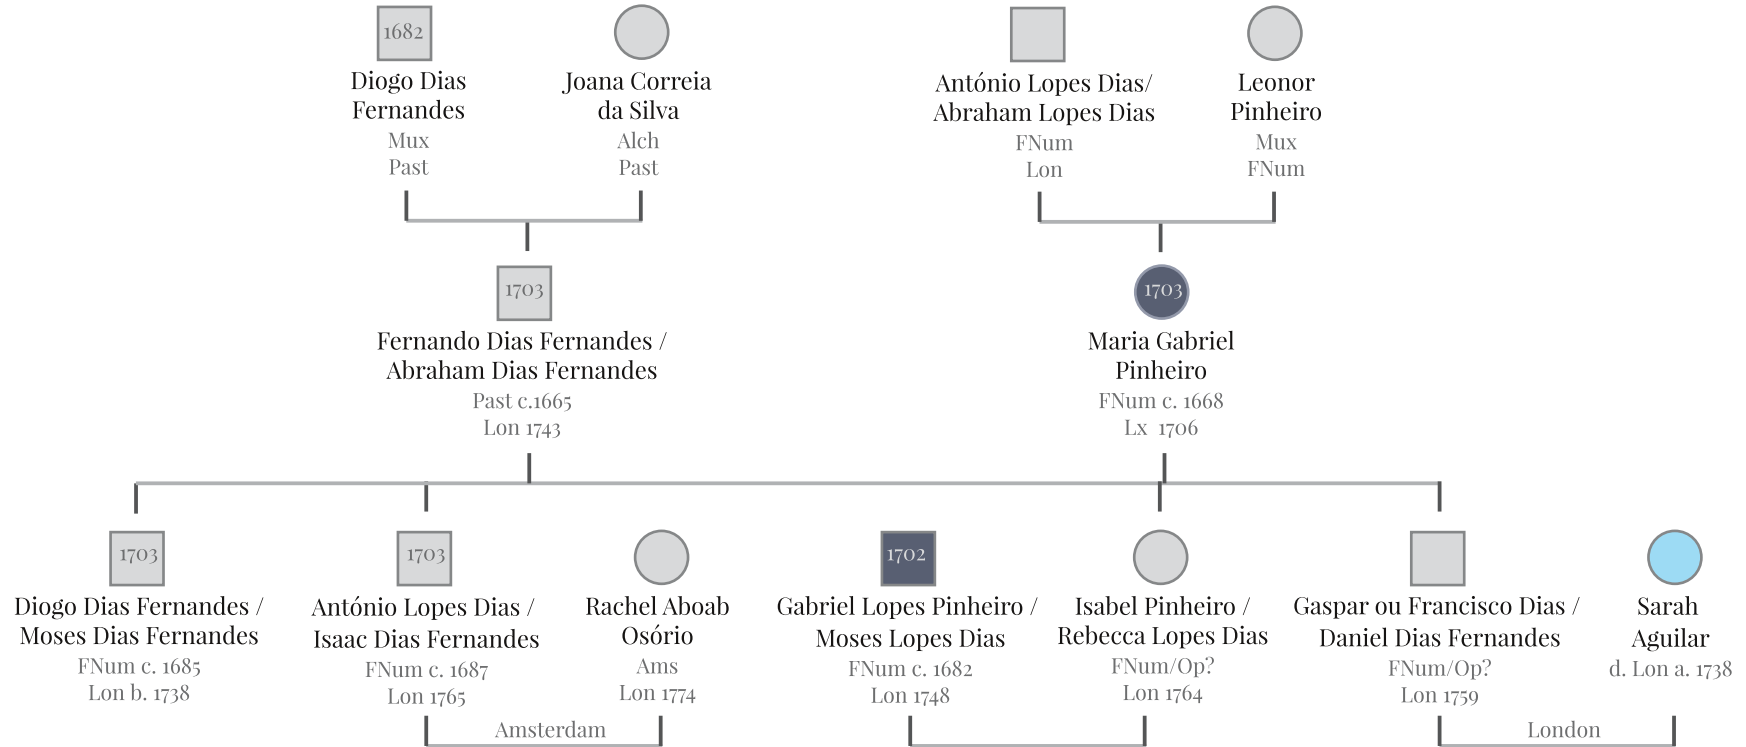 1682
Diogo Dias
Fernandes
Mux
Past
Joana Correia
da Silva
Alch
Past
António Lopes Dias/
Abraham Lopes Dias
FNum
Lon
Leonor
Pinheiro
Mux
FNum
1703
Fernando Dias Fernandes /
Abraham Dias Fernandes
Past c.1665
Lon 1743
1703
Maria Gabriel
Pinheiro
FNum c. 1668
Lx 1706
1703
Diogo Dias Fernandes /
Moses Dias Fernandes
FNum c. 1685
Lon b. 1738
1703
António Lopes Dias /
Isaac Dias Fernandes
FNum c. 1687
Lon 1765
Rachel Aboab
Osório
Ams
Lon 1774
Amsterdam
1702
Gabriel Lopes Pinheiro /
Moses Lopes Dias
FNum c. 1682
Lon 1748
Isabel Pinheiro /
Rebecca Lopes Dias
FNum/Op?
Lon 1764
Gaspar ou Francisco Dias /
Daniel Dias Fernandes
FNum/Op?
Lon 1759
Sarah
Aguilar
d. Lon a. 1738
London